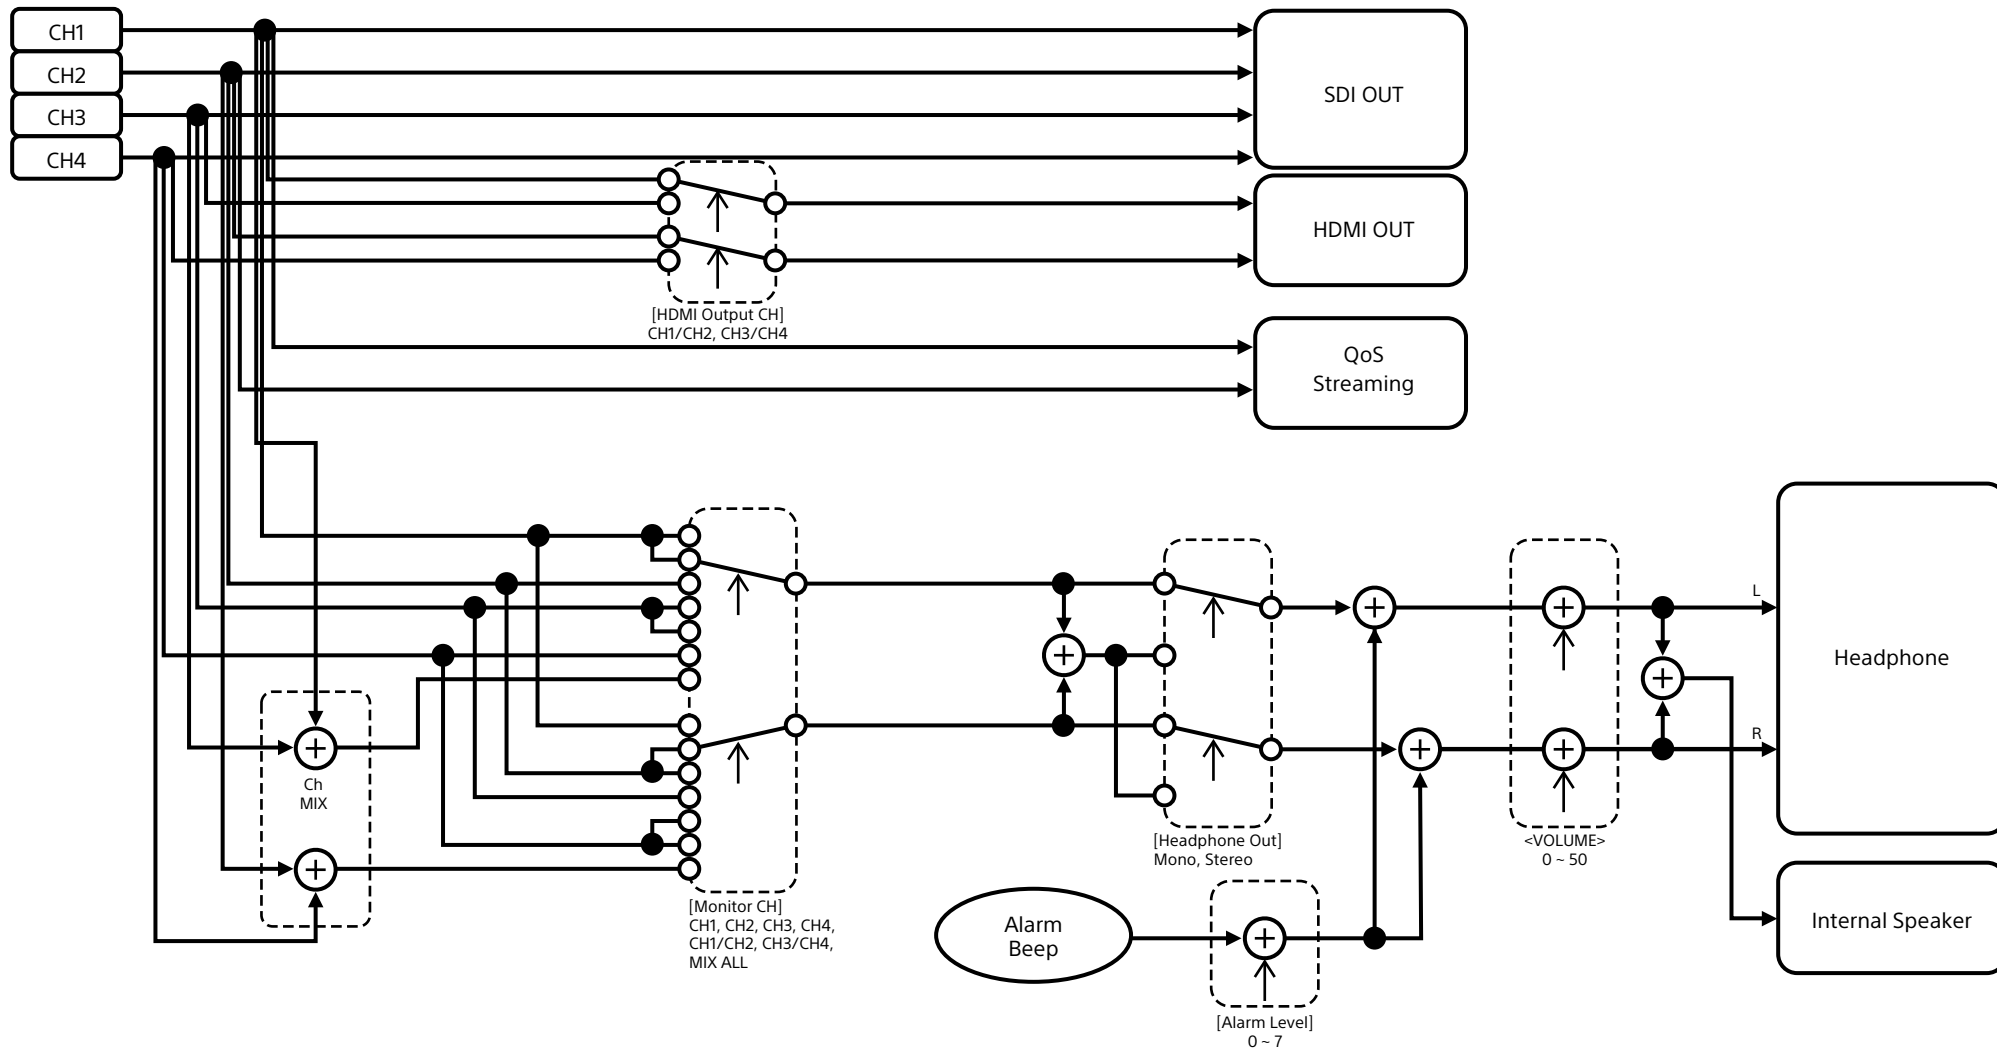 CH1
CH2
CH3
CH4
SDI OUT
HDMI OUT
[HDMI Output CH]
CH1/CH2, CH3/CH4
QoS
Streaming
Ch
MIX
[Monitor CH]
CH1, CH2, CH3, CH4,
CH1/CH2, CH3/CH4,
MIX ALL
[Headphone Out]
Mono, Stereo
Alarm
Beep
[Alarm Level]
0 ~ 7
<VOLUME>
0 ~ 50
L
R
Headphone
Internal Speaker